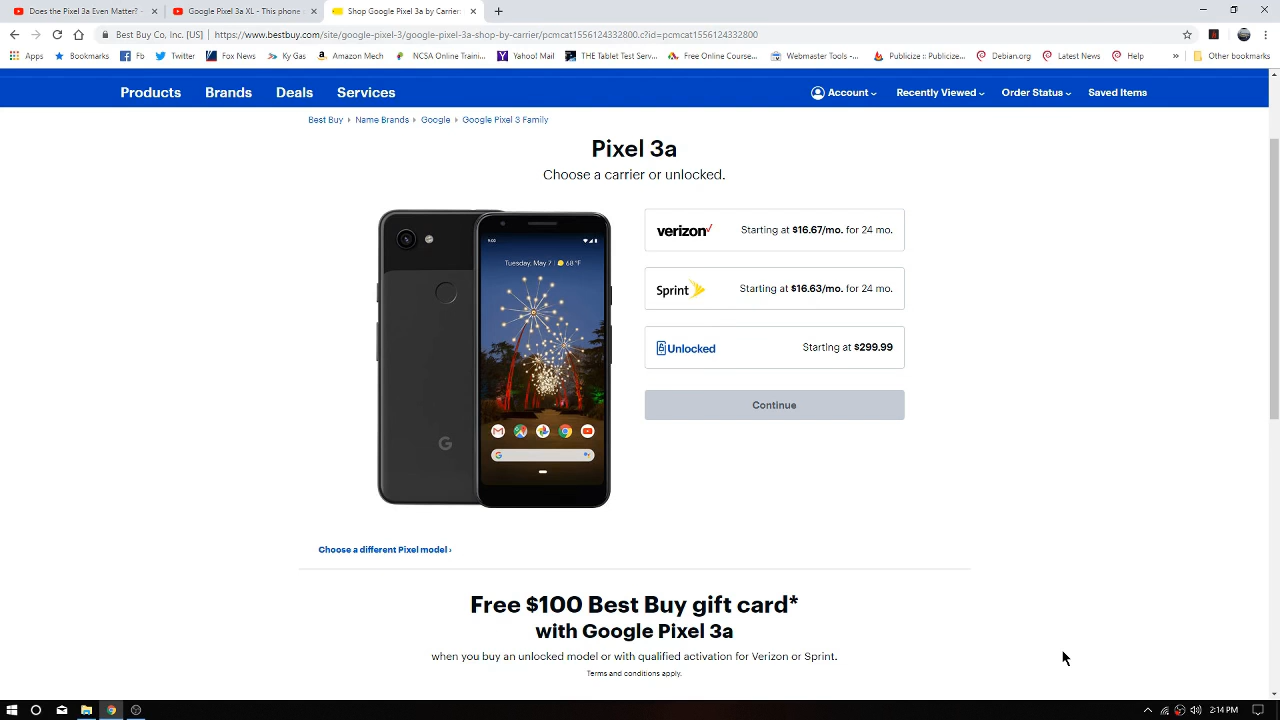 Does the Pixel 3a Even Matter? -
Google Pixel 3a XL - This phone
Shop Google Pixel 3a by Carrier:
Best Buy Co, Inc. [US]
https://www.bestbuy.com/site/google-pixel-3/google-pixel-3a-shop-by-carrier/pcmcat1556124332800.c?id=pcmcat1556124332800
Apps
Bookmarks
Fb
Twitter
Fox News
Ky Gas
Amazon Mech
NCSA Online Traini...
Yahoo! Mail
THE Tablet Test Serv...
Free Online Course...
Webmaster Tools -...
Publicize :: Publicize...
Debian.org
Latest News
Help
»
Other bookmarks
Products
Brands
Deals
Services
Account
Recently Viewed
Order Status
Saved Items
Best Buy
Name Brands
Google
Google Pixel 3 Family
Pixel 3a
Choose a carrier or unlocked.
9:00
Tuesday, May 7 | 68°F
G
G
verizon
Starting at $16.67/mo. for 24 mo.
Sprint
Starting at $16.63/mo. for 24 mo.
Unlocked
Starting at $299.99
Continue
Choose a different Pixel model ›
Free $100 Best Buy gift card*
with Google Pixel 3a
when you buy an unlocked model or with qualified activation for Verizon or Sprint.
Terms and conditions apply.
2:14 PM